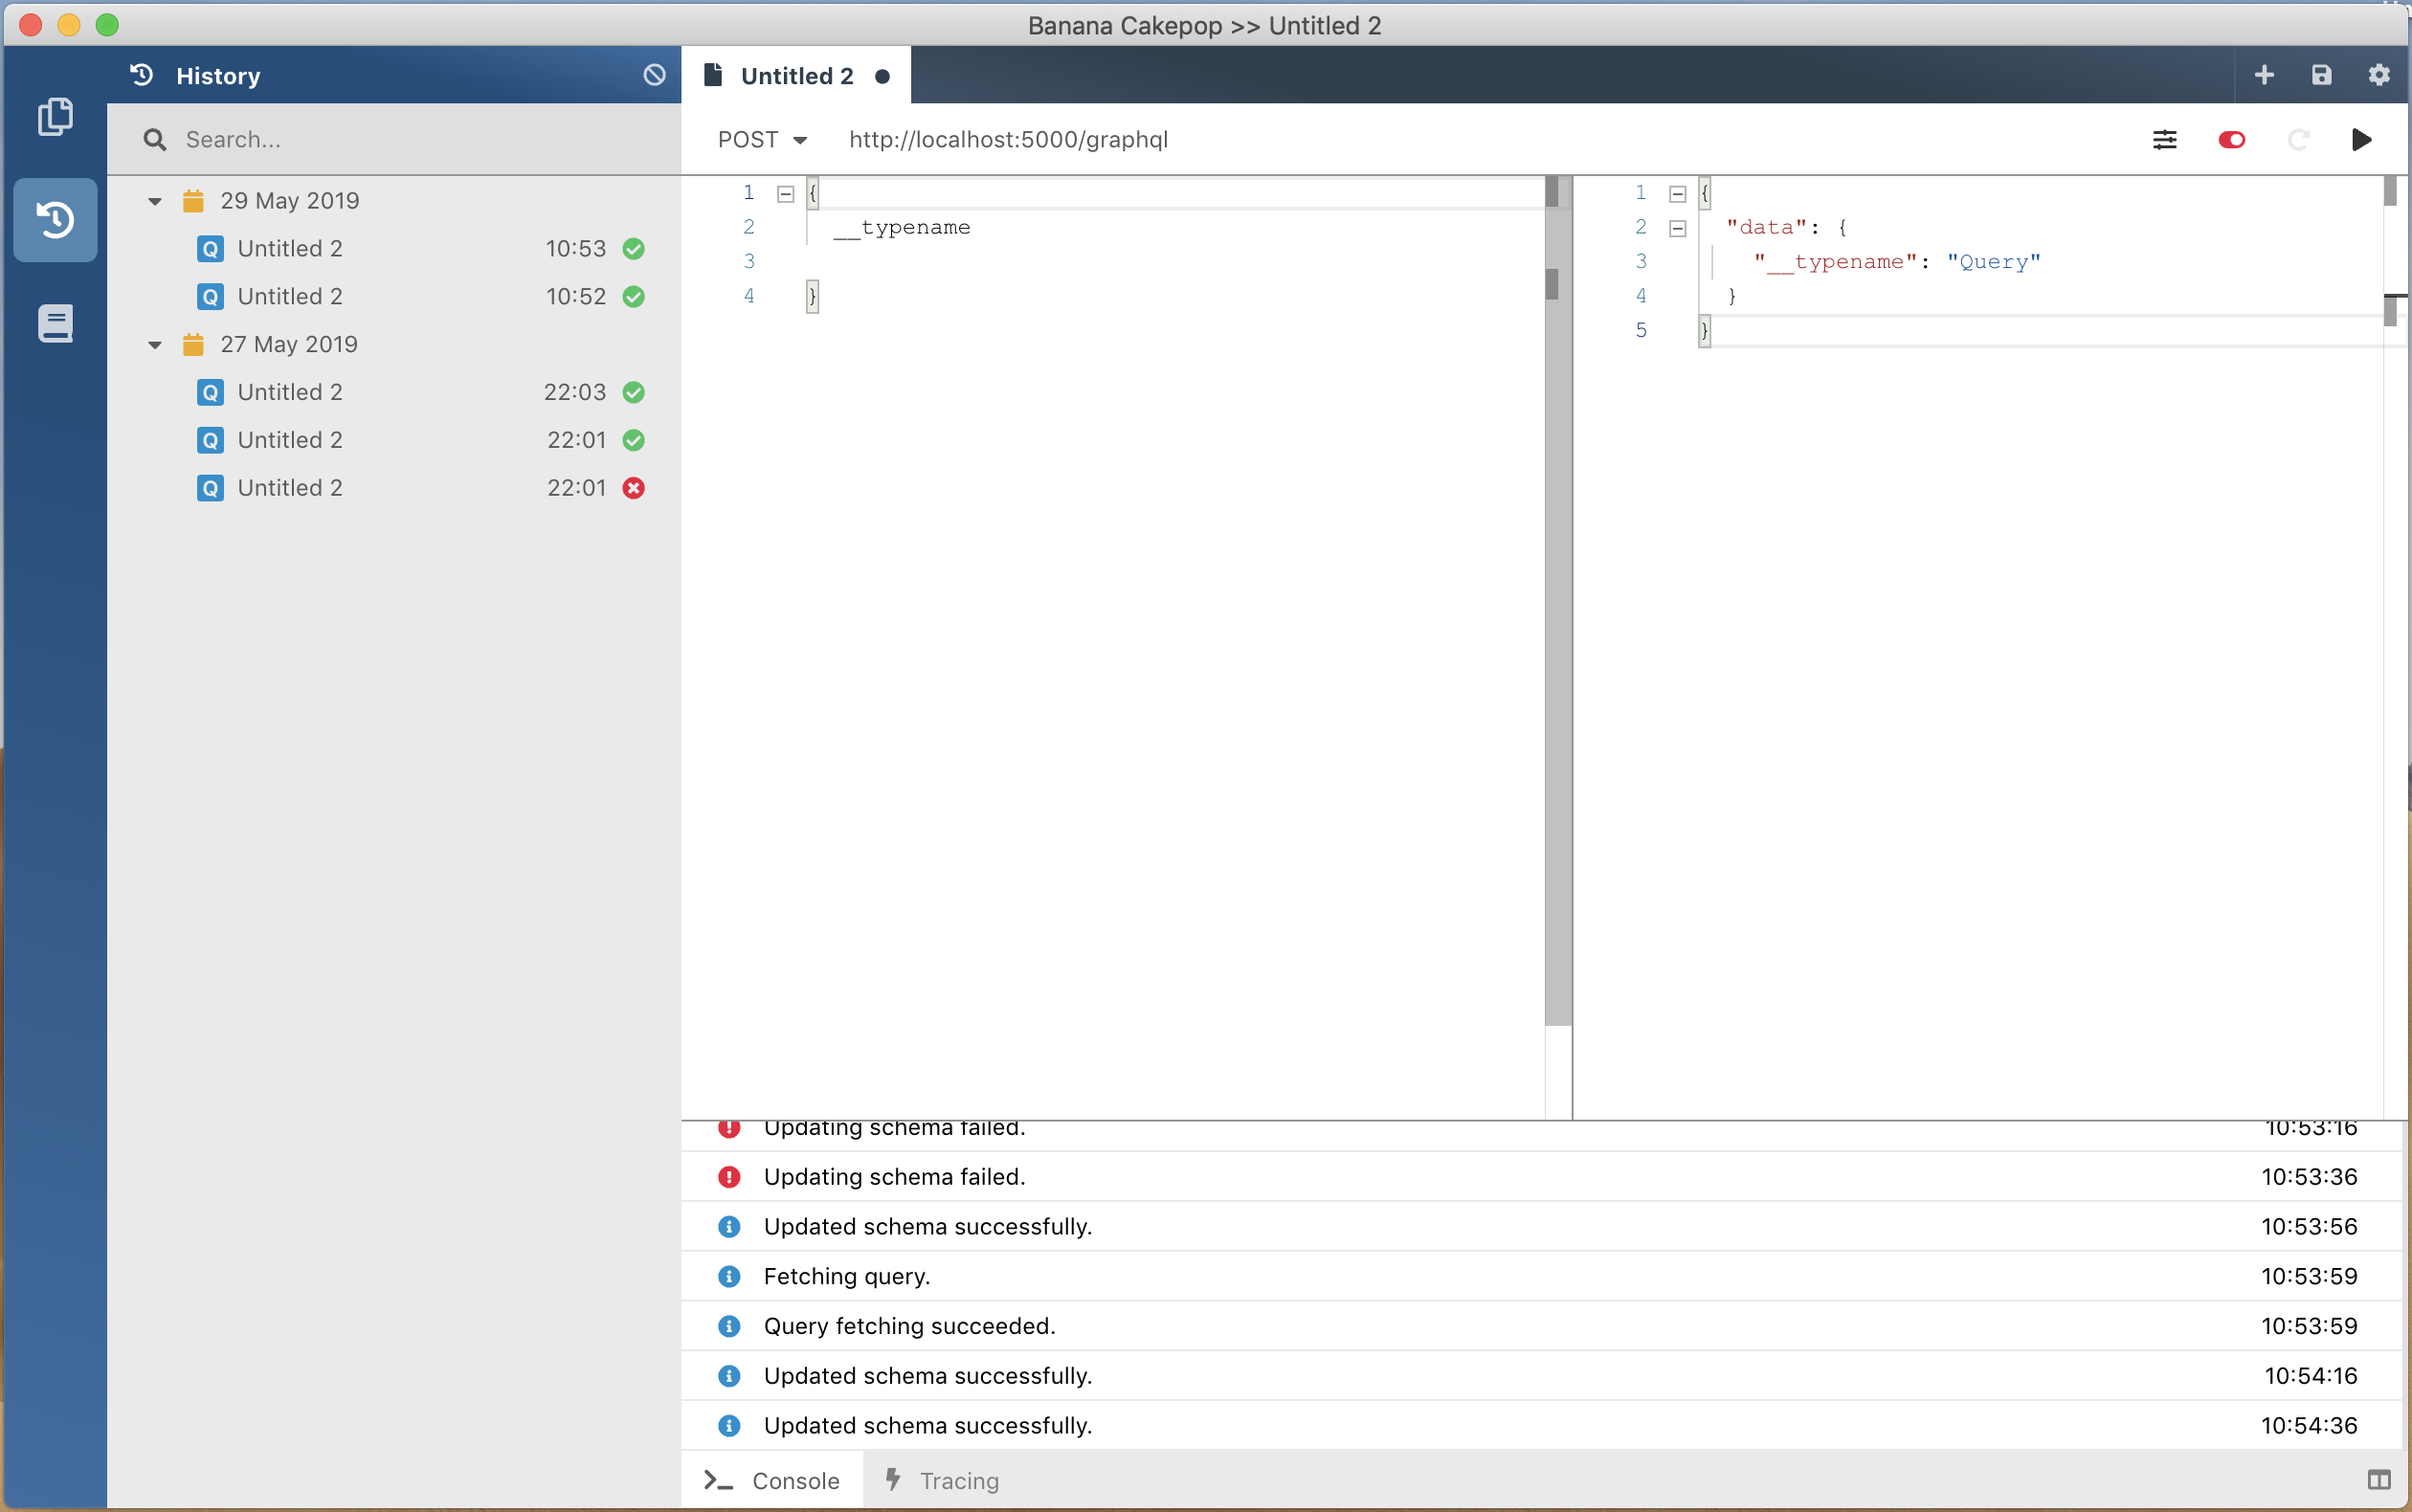 Banana Cakepop >> Untitled 2
History
Untitled 2
Search...
POST
http://localhost:5000/graphql
29 May 2019
Q Untitled 2 10:53
Q Untitled 2 10:52
27 May 2019
Q Untitled 2 22:03
Q Untitled 2 22:01
Q Untitled 2 22:01
1 {
2 __typename
3
4 }
1 {
2 "data": {
3 "__typename": "Query"
4 }
5 }
Updating schema failed. 10:53:16
Updating schema failed. 10:53:36
Updated schema successfully. 10:53:56
Fetching query. 10:53:59
Query fetching succeeded. 10:53:59
Updated schema successfully. 10:54:16
Updated schema successfully. 10:54:36
Console
Tracing